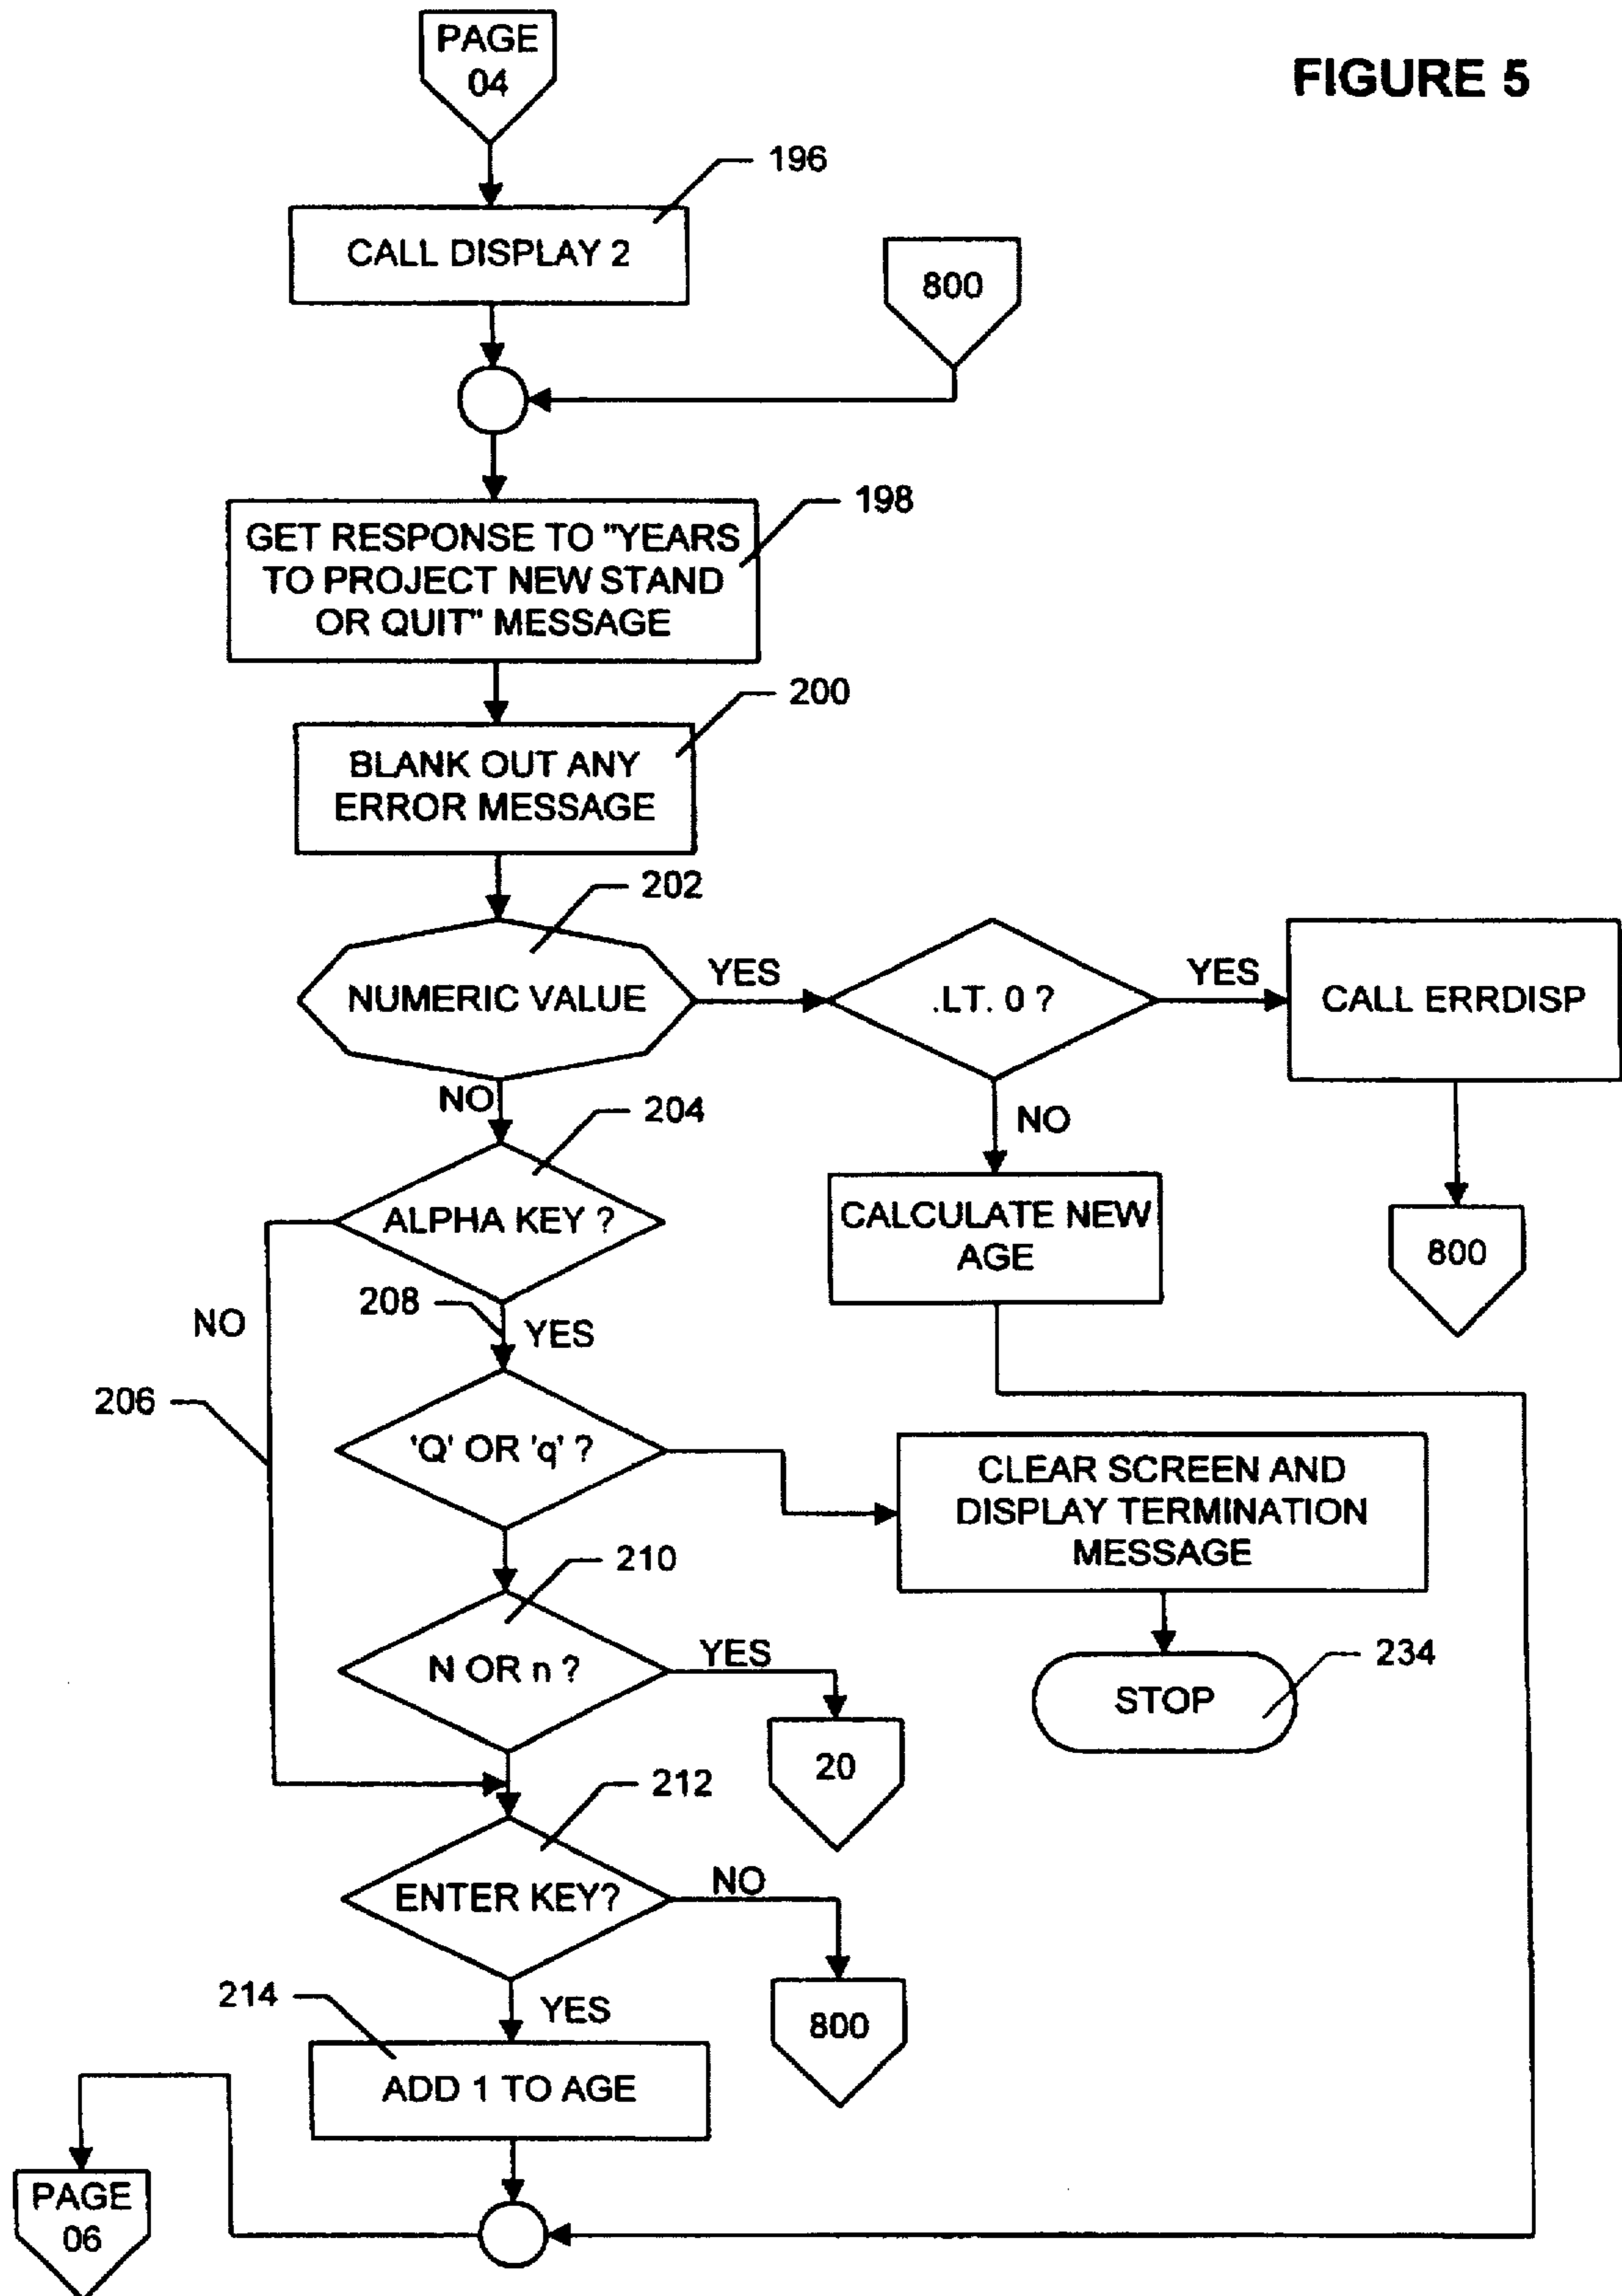 PAGE
04
FIGURE 5
196
CALL DISPLAY 2
800
198
GET RESPONSE TO "YEARS
TO PROJECT NEW STAND
OR QUIT" MESSAGE
200
BLANK OUT ANY
ERROR MESSAGE
202
NUMERIC VALUE
YES
.LT. 0 ?
YES
CALL ERRDISP
NO
204
NO
ALPHA KEY ?
CALCULATE NEW
AGE
800
208
NO
YES
206
'Q' OR 'q' ?
CLEAR SCREEN AND
DISPLAY TERMINATION
MESSAGE
210
N OR n ?
YES
234
STOP
20
212
ENTER KEY?
NO
214
YES
800
ADD 1 TO AGE
PAGE
06